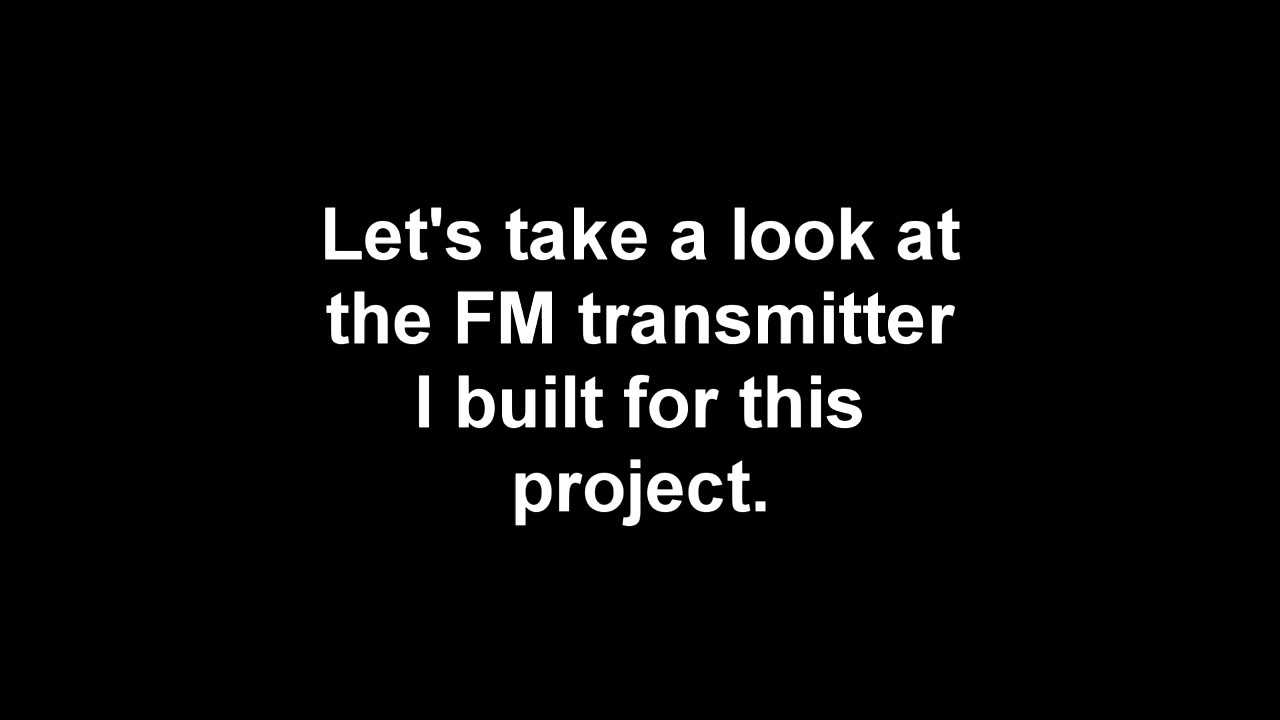 Let's take a look at
the FM transmitter
I built for this
project.